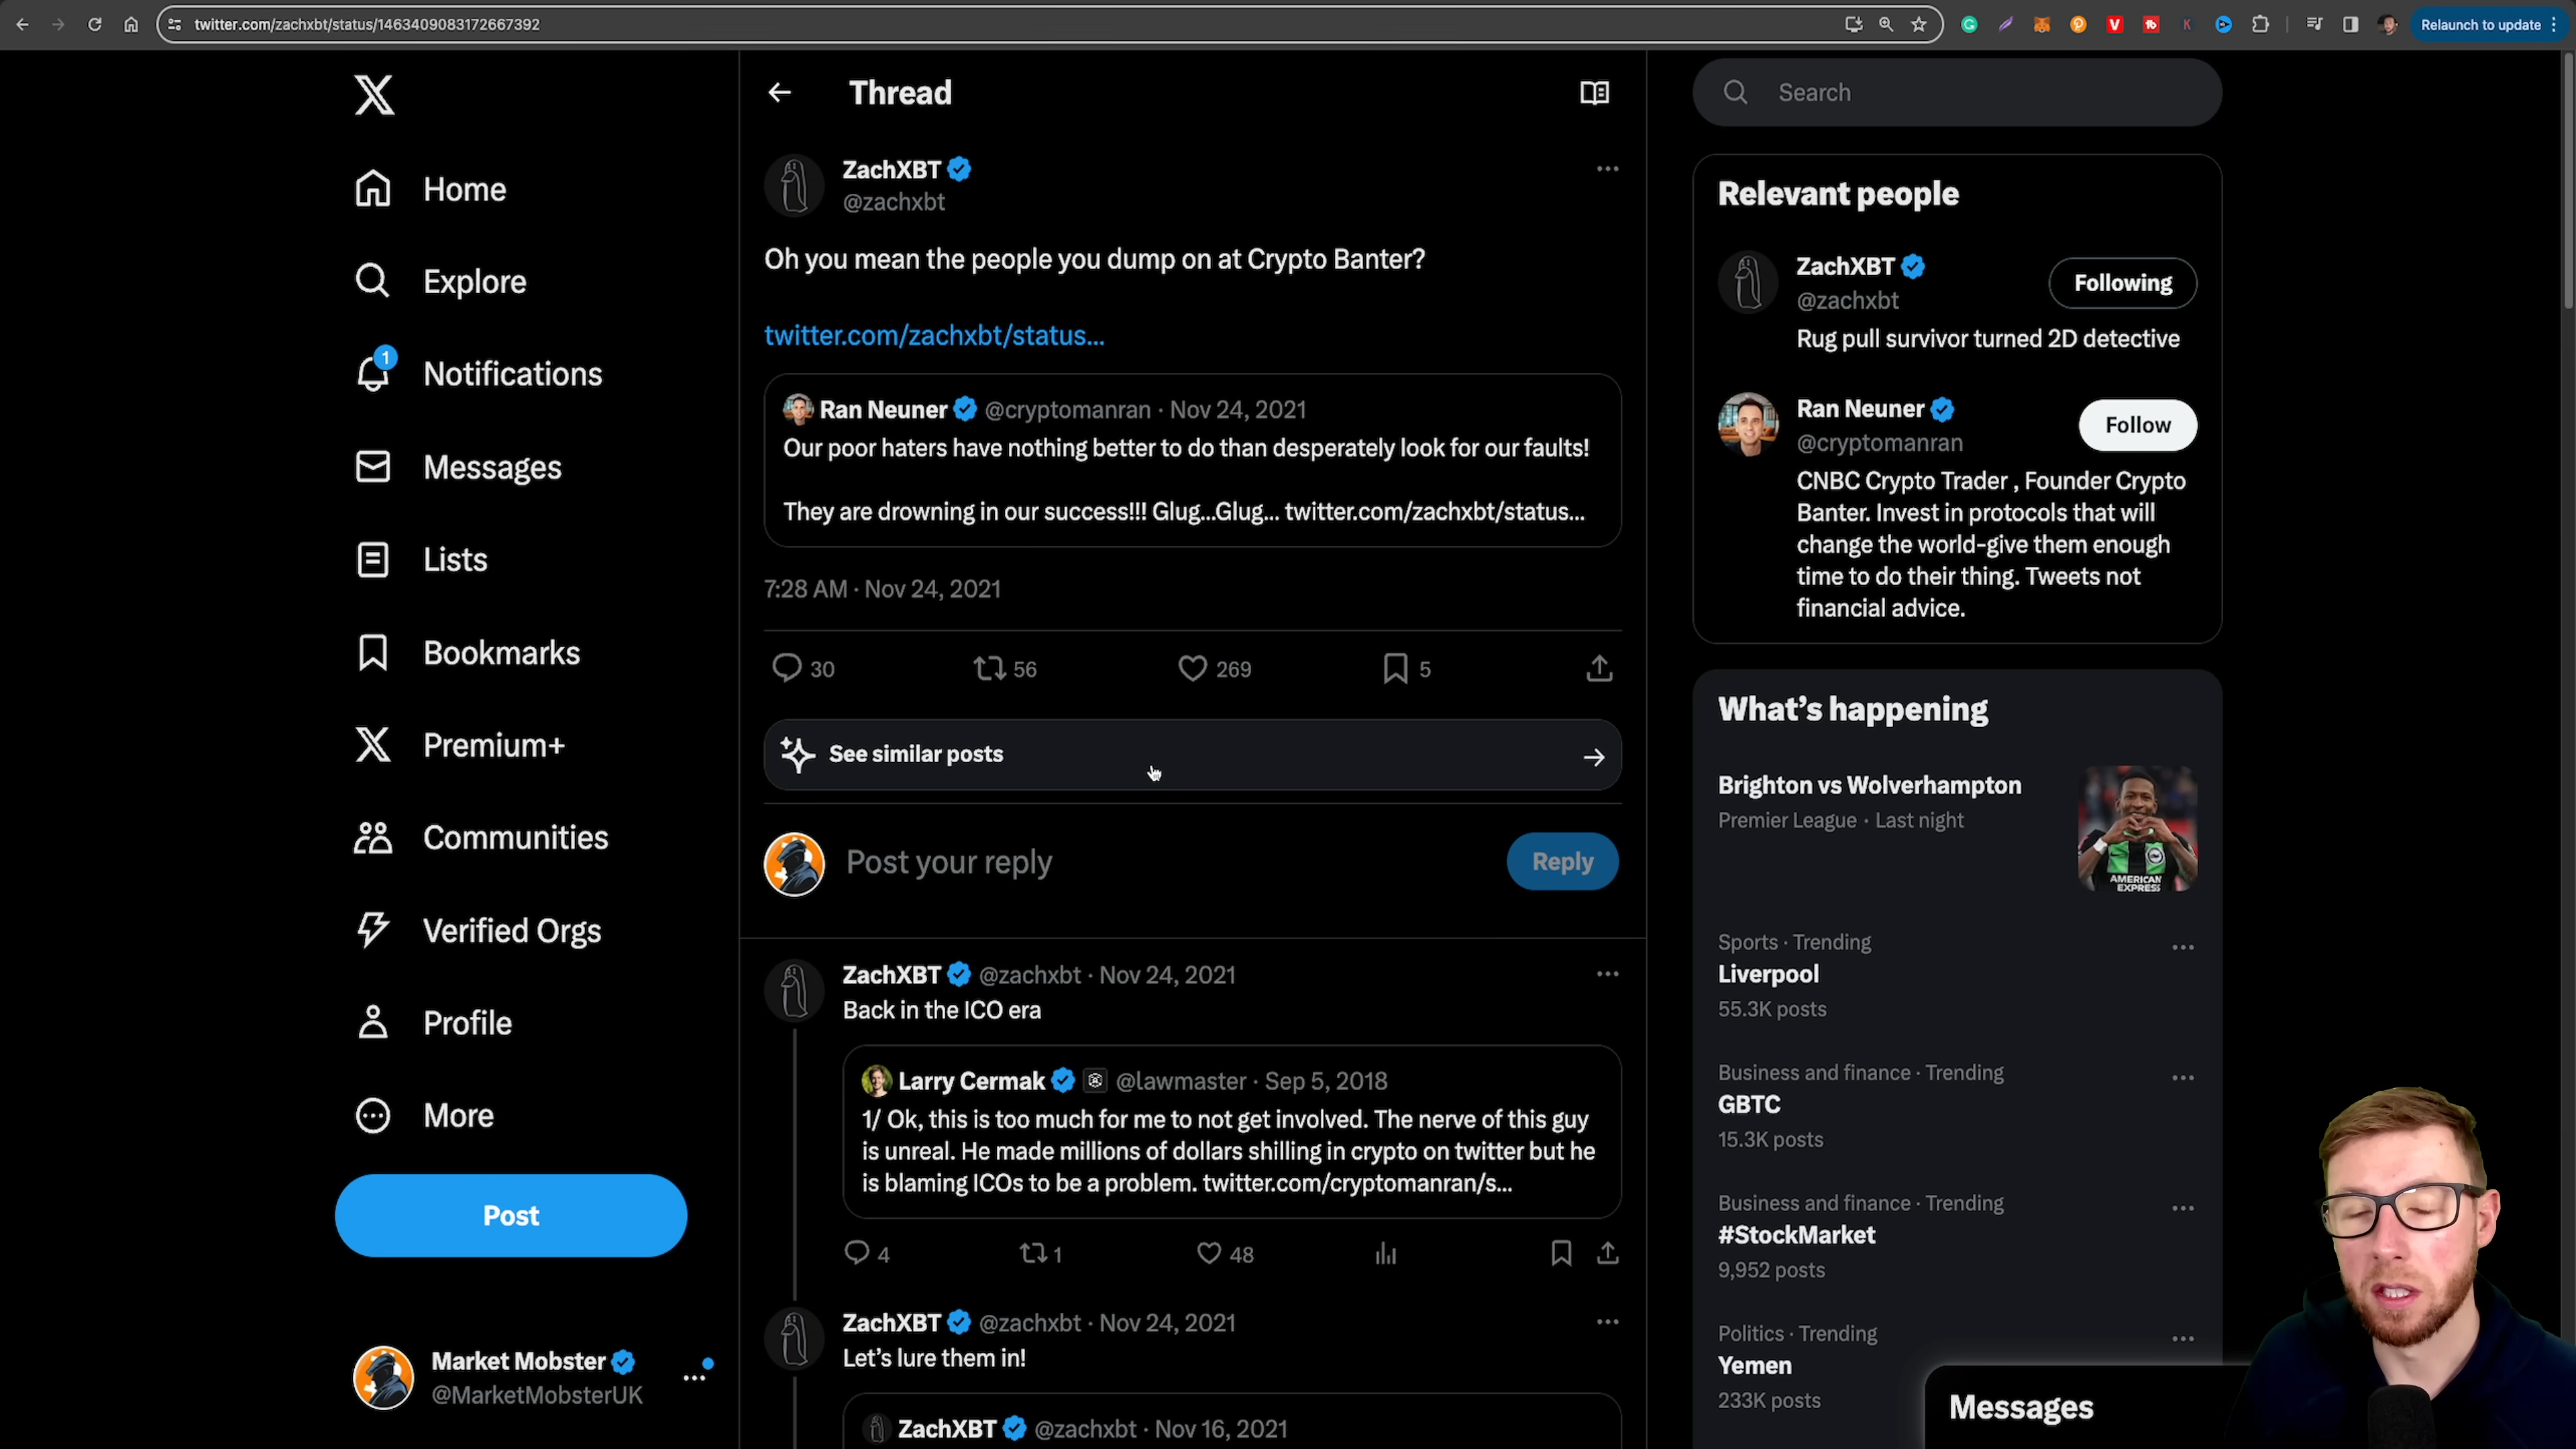 twitter.com/zachxbt/status/1463409083172667392
Relaunch to update
Home
Explore
1
Notifications
Messages
Lists
Bookmarks
Premium+
Communities
Verified Orgs
Profile
More
Post
Market Mobster
@MarketMobsterUK
Thread
ZachXBT
@zachxbt
Oh you mean the people you dump on at Crypto Banter?
twitter.com/zachxbt/status...
Ran Neuner @cryptomanran · Nov 24, 2021
Our poor haters have nothing better to do than desperately look for our faults!
They are drowning in our success!!! Glug...Glug... twitter.com/zachxbt/status...
7:28 AM · Nov 24, 2021
30 56 269 5
See similar posts
Post your reply
Reply
ZachXBT @zachxbt · Nov 24, 2021
Back in the ICO era
Larry Cermak @lawmaster · Sep 5, 2018
1/ Ok, this is too much for me to not get involved. The nerve of this guy
is unreal. He made millions of dollars shilling in crypto on twitter but he
is blaming ICOs to be a problem. twitter.com/cryptomanran/s...
4 1 48
ZachXBT @zachxbt · Nov 24, 2021
Let's lure them in!
ZachXBT @zachxbt · Nov 16, 2021
Search
Relevant people
ZachXBT
@zachxbt
Following
Rug pull survivor turned 2D detective
Ran Neuner
@cryptomanran
Follow
CNBC Crypto Trader , Founder Crypto
Banter. Invest in protocols that will
change the world-give them enough
time to do their thing. Tweets not
financial advice.
What's happening
Brighton vs Wolverhampton
Premier League · Last night
AMERICAN
EXPRESS
Sports · Trending
Liverpool
55.3K posts
Business and finance · Trending
GBTC
15.3K posts
Business and finance · Trending
#StockMarket
9,952 posts
Politics · Trending
Yemen
233K posts
Messages